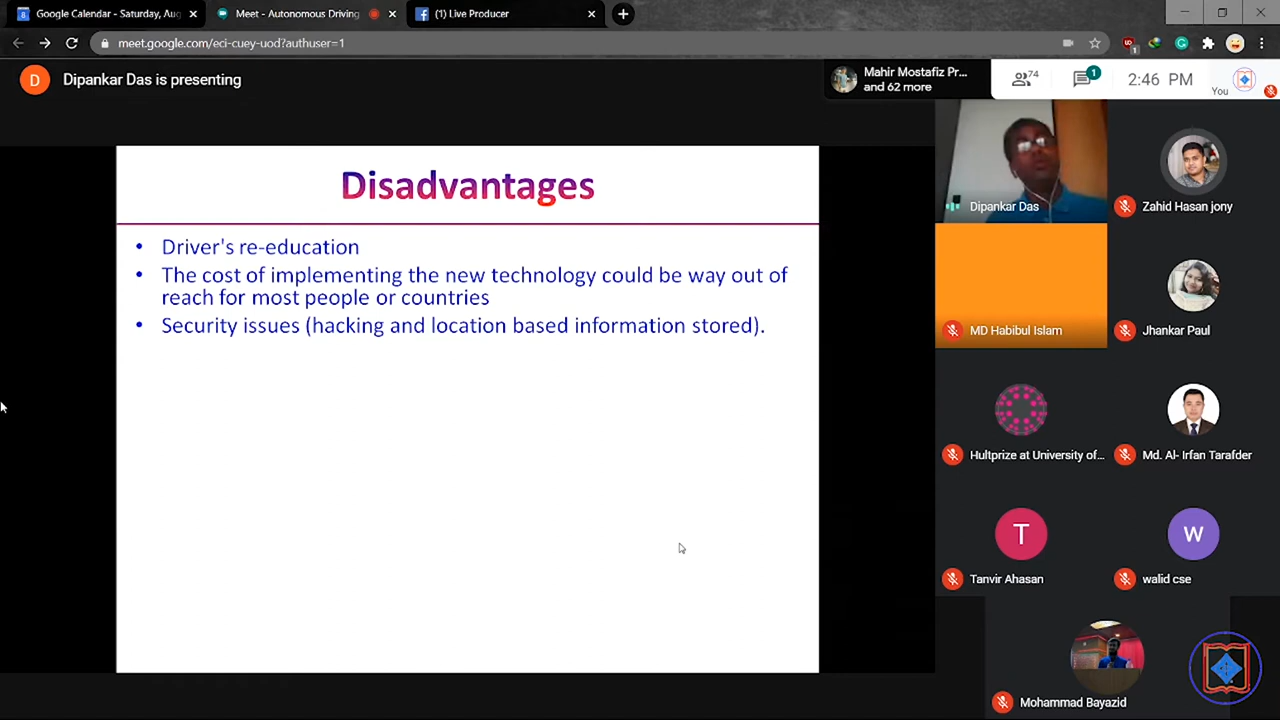 Google Calendar - Saturday, Aug
Meet - Autonomous Driving
(1) Live Producer
meet.google.com/eci-cuey-uod?authuser=1
D
Dipankar Das is presenting
Mahir Mostafiz Pr...
and 62 more
74
1
2:46 PM
You
Disadvantages
• Driver's re-education
• The cost of implementing the new technology could be way out of
reach for most people or countries
• Security issues (hacking and location based information stored).
Dipankar Das
Zahid Hasan jony
MD Habibul Islam
Jhankar Paul
Hultprize at University of...
Md. Al- Irfan Tarafder
T
Tanvir Ahasan
W
walid cse
Mohammad Bayazid